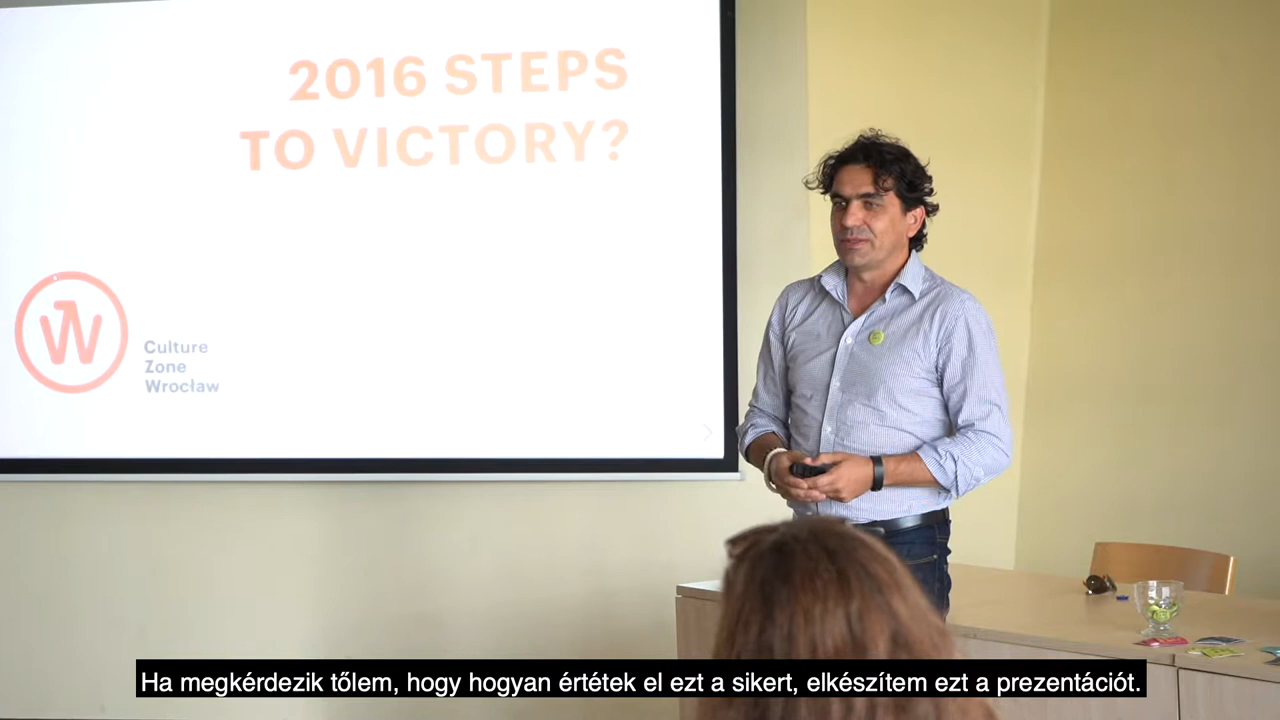 2016 STEPS
TO VICTORY?
W
Culture
Zone
Wrocław
Ha megkérdezik tőlem, hogy hogyan értétek el ezt a sikert, elkészítem ezt a prezentációt.